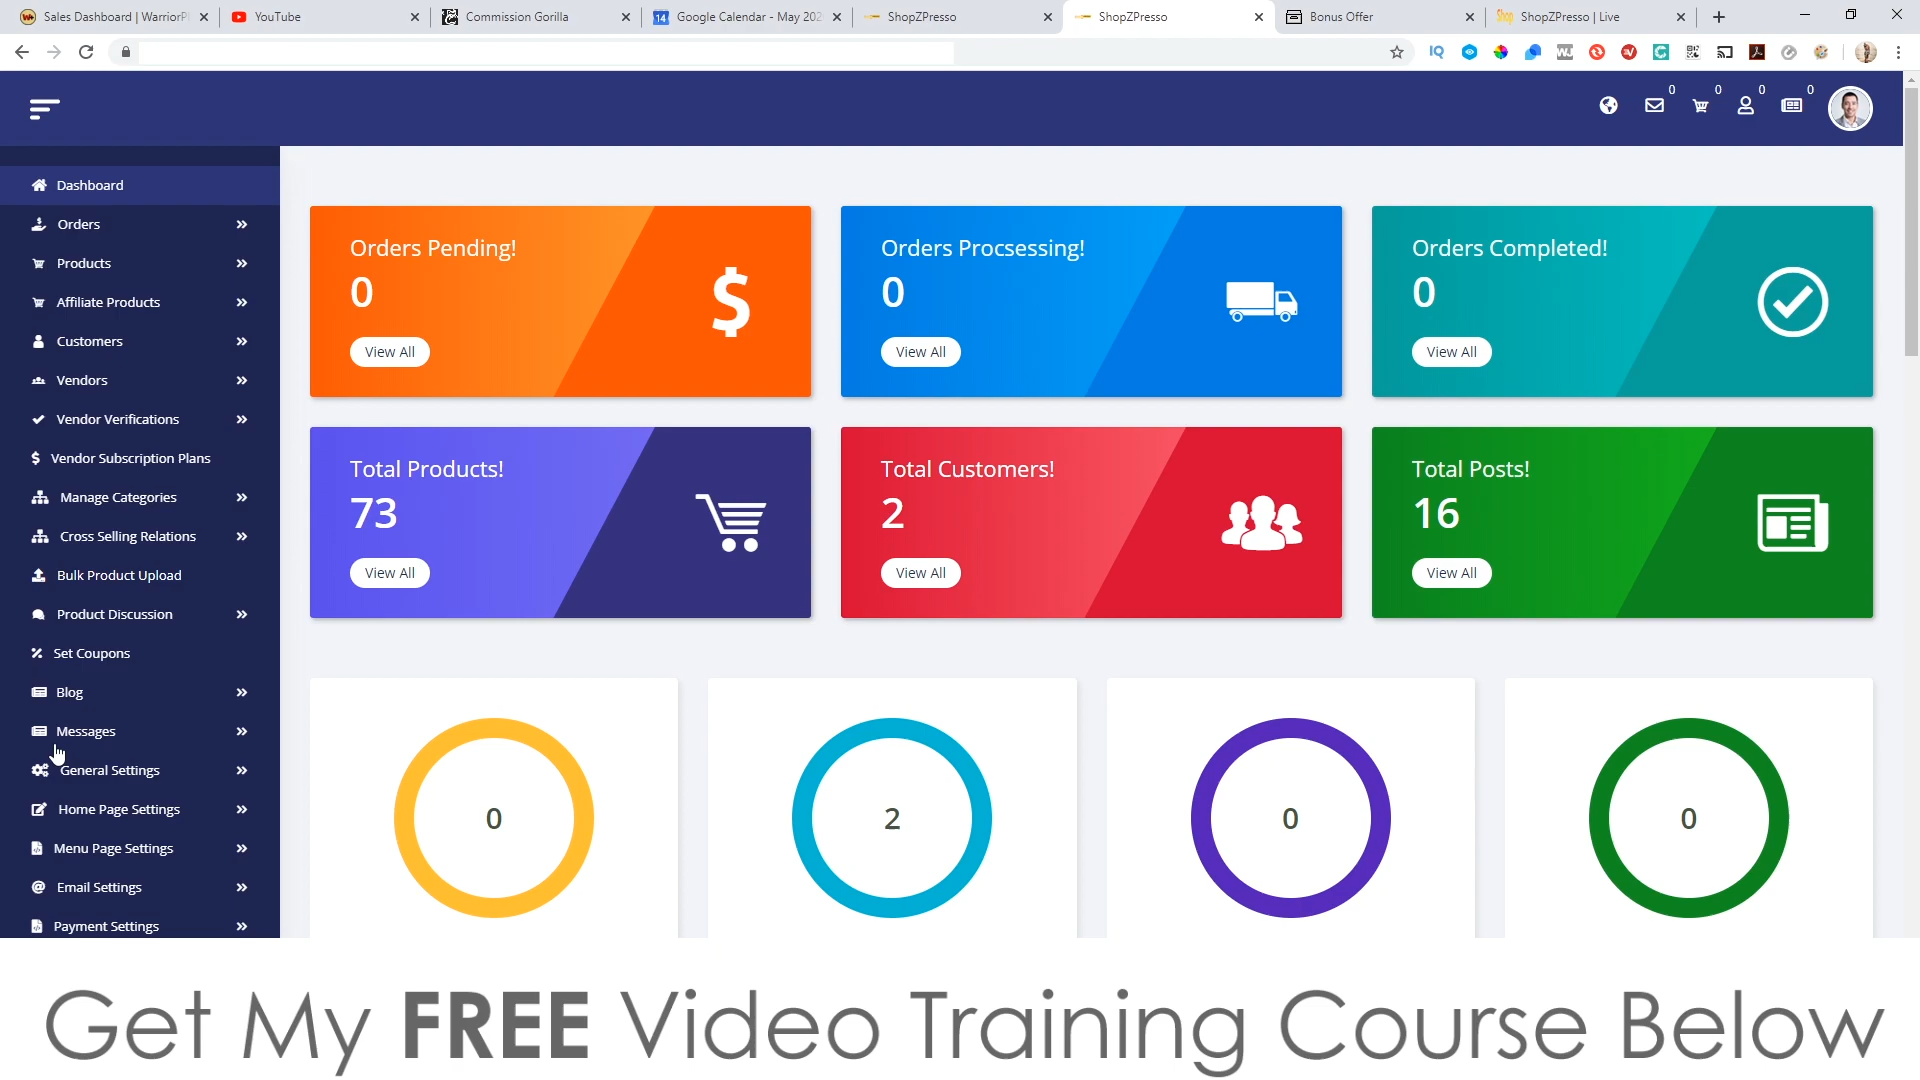 Sales Dashboard | WarriorPl
YouTube
Commission Gorilla
Google Calendar - May 202
ShopZPresso
ShopZPresso
Bonus Offer
ShopZPresso | Live
0
0
0
0
Dashboard
Orders
Products
Affiliate Products
Customers
Vendors
Vendor Verifications
Vendor Subscription Plans
Manage Categories
Cross Selling Relations
Bulk Product Upload
Product Discussion
Set Coupons
Blog
Messages
General Settings
Home Page Settings
Menu Page Settings
Email Settings
Payment Settings
Orders Pending!
0
View All
Orders Procsessing!
0
View All
Orders Completed!
0
View All
Total Products!
73
View All
Total Customers!
2
View All
Total Posts!
16
View All
0
2
0
0
Get My FREE Video Training Course Below